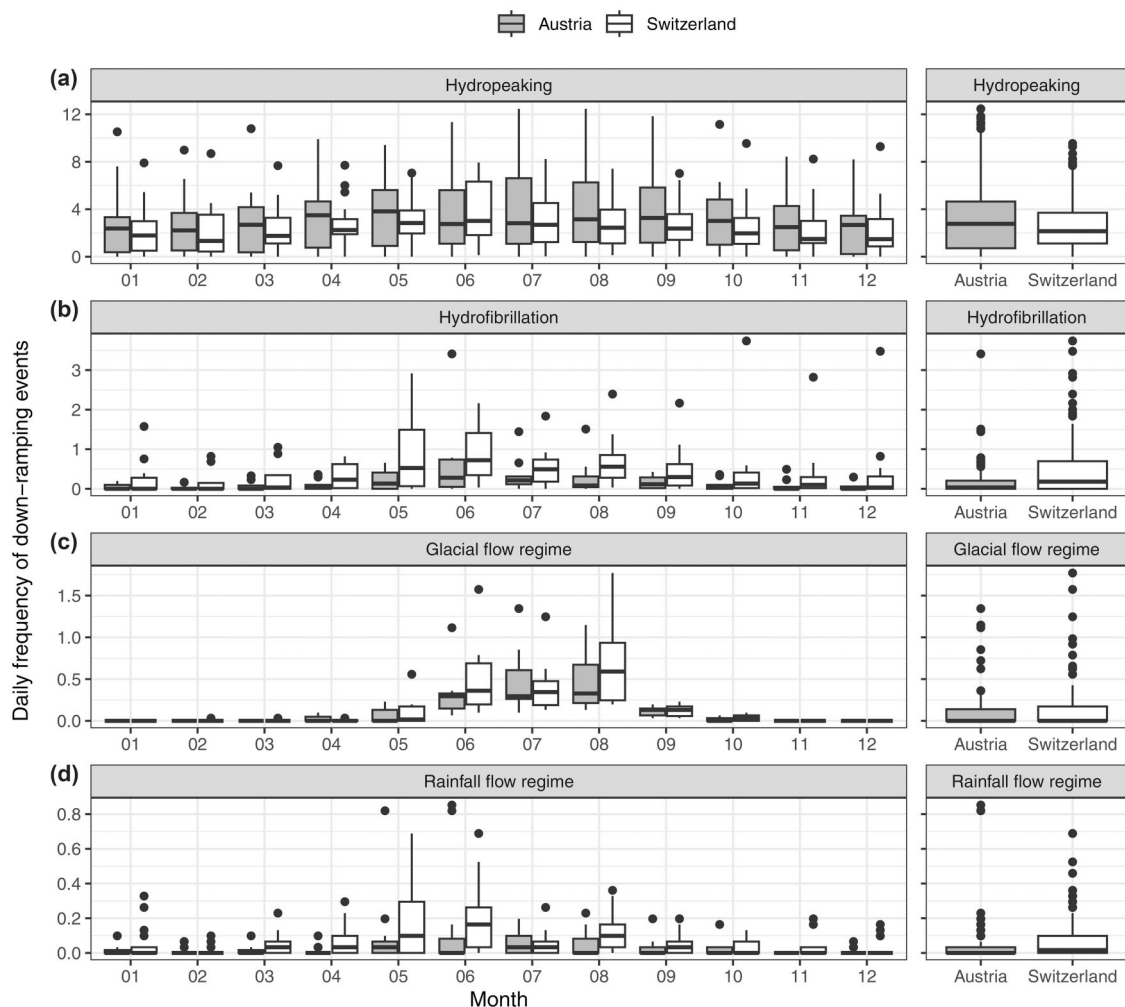 Austria Switzerland
(a)
Hydropeaking Hydropeaking
12
8
4
0
01 02 03 04 05 06 07 08 09 10 11 12 Austria Switzerland
(b)
Hydrofibrillation Hydrofibrillation
3
2
1
0
01 02 03 04 05 06 07 08 09 10 11 12 Austria Switzerland
(c)
Glacial flow regime Glacial flow regime
1.5
1.0
0.5
0.0
01 02 03 04 05 06 07 08 09 10 11 12 Austria Switzerland
(d)
Rainfall flow regime Rainfall flow regime
0.8
0.6
0.4
0.2
0.0
01 02 03 04 05 06 07 08 09 10 11 12 Austria Switzerland
Month
Daily frequency of down−ramping events